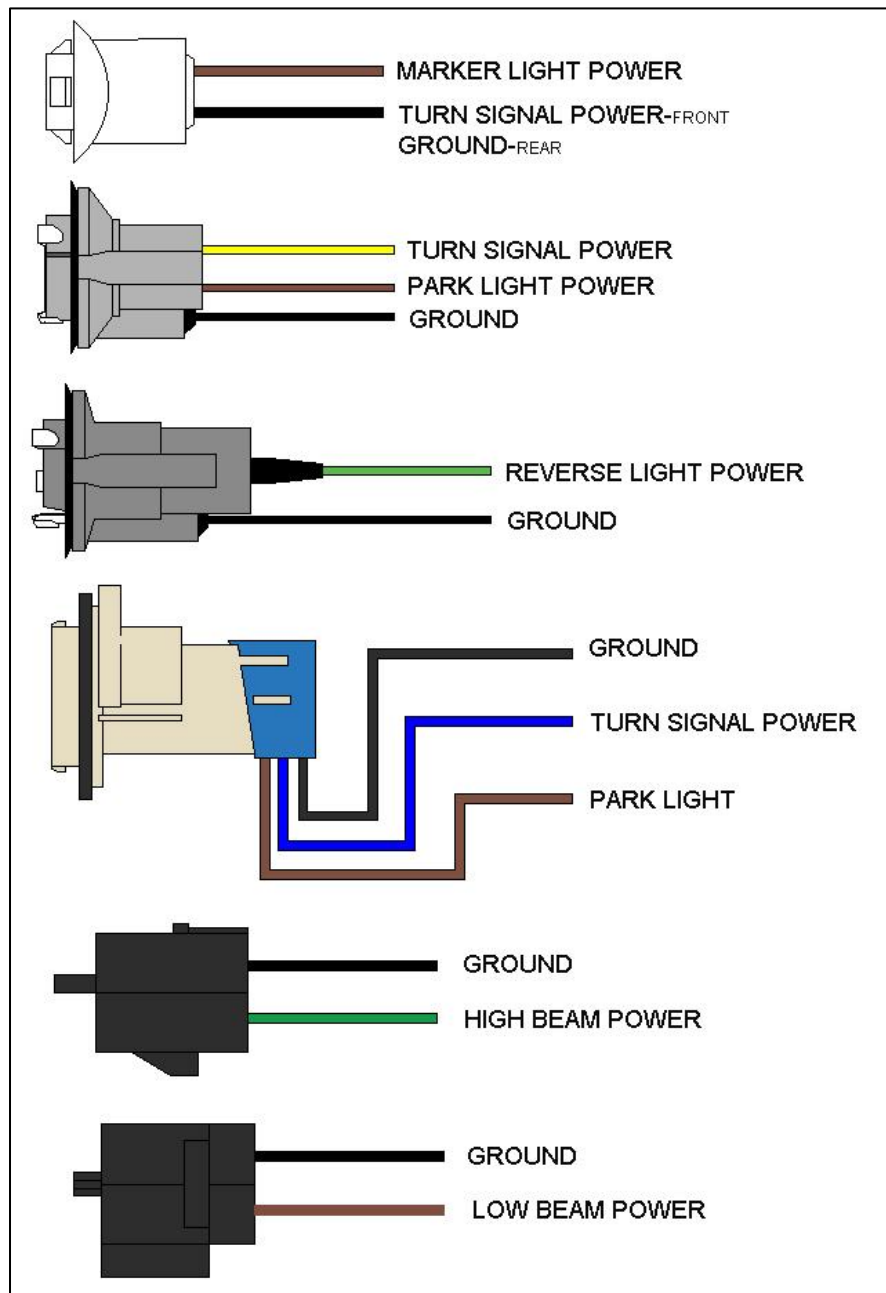 MARKER LIGHT POWER
TURN SIGNAL POWER-FRONT
GROUND-REAR
TURN SIGNAL POWER
PARK LIGHT POWER
GROUND
REVERSE LIGHT POWER
GROUND
GROUND
TURN SIGNAL POWER
PARK LIGHT
GROUND
HIGH BEAM POWER
GROUND
LOW BEAM POWER